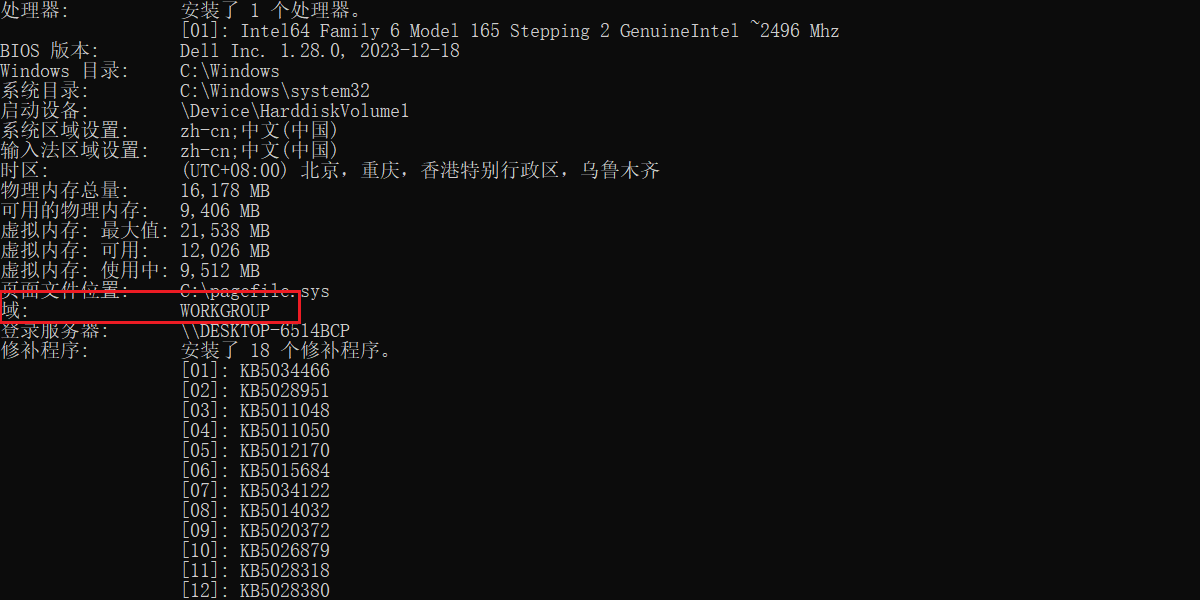 处理器:          安装了 1 个处理器。
                  [01]: Intel64 Family 6 Model 165 Stepping 2 GenuineIntel ~2496 Mhz
BIOS 版本:        Dell Inc. 1.28.0, 2023-12-18
Windows 目录:     C:\Windows
系统目录:         C:\Windows\system32
启动设备:         \Device\HarddiskVolume1
系统区域设置:     zh-cn;中文(中国)
输入法区域设置:   zh-cn;中文(中国)
时区:             (UTC+08:00) 北京，重庆，香港特别行政区，乌鲁木齐
物理内存总量:     16,178 MB
可用的物理内存:   9,406 MB
虚拟内存: 最大值: 21,538 MB
虚拟内存: 可用:   12,026 MB
虚拟内存: 使用中: 9,512 MB
页面文件位置:     C:\pagefile.sys
域:               WORKGROUP
登录服务器:       \\DESKTOP-6514BCP
修补程序:         安装了 18 个修补程序。
                  [01]: KB5034466
                  [02]: KB5028951
                  [03]: KB5011048
                  [04]: KB5011050
                  [05]: KB5012170
                  [06]: KB5015684
                  [07]: KB5034122
                  [08]: KB5014032
                  [09]: KB5020372
                  [10]: KB5026879
                  [11]: KB5028318
                  [12]: KB5028380